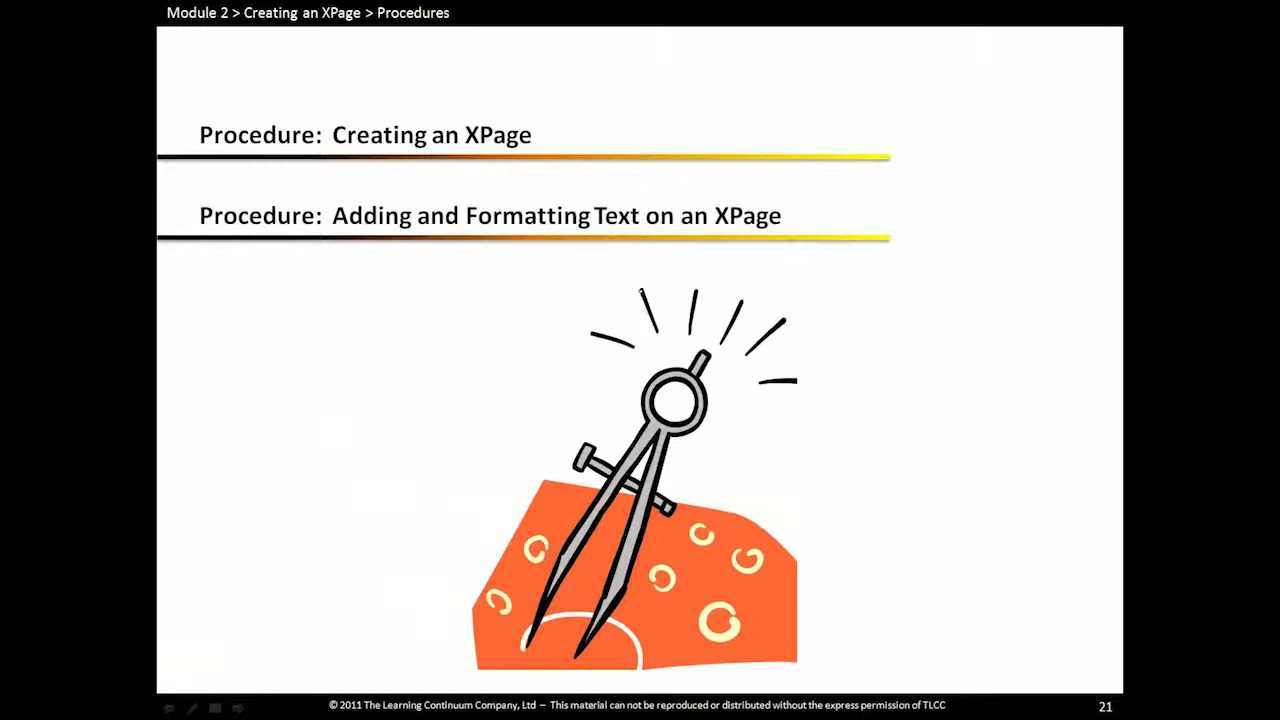 Module 2 > Creating an XPage > Procedures
Procedure: Creating an XPage
Procedure: Adding and Formatting Text on an XPage
© 2011 The Learning Continuum Company, Ltd – This material can not be reproduced or distributed without the express permission of TLCC
21